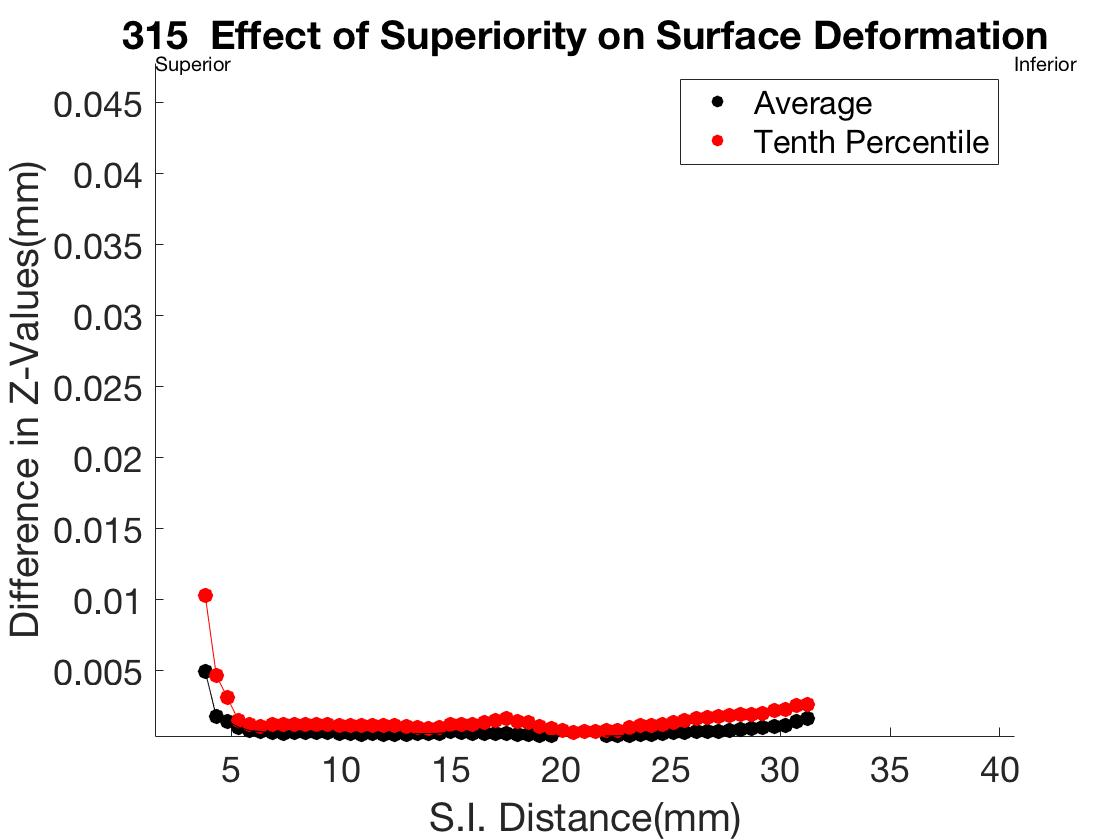 315  Effect of Superiority on Surface Deformation
Superior
Inferior
Average
Tenth Percentile
0.045
0.04
0.035
0.03
0.025
0.02
0.015
0.01
0.005
Difference in Z-Values(mm)
5 10 15 20 25 30 35 40
S.I. Distance(mm)